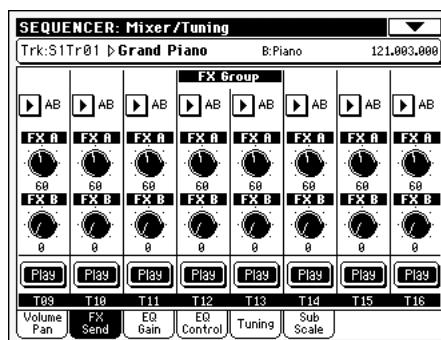 SEQUENCER: Mixer/Tuning
Trk:S1Tr01 ▷Grand Piano B:Piano 121.003.000
FX Group
AB AB AB AB AB AB AB AB
FX A FX A FX A FX A FX A FX A FX A FX A
60 60 60 60 60 60 60 60
FX B FX B FX B FX B FX B FX B FX B FX B
0 0 0 0 0 0 0 0
Play Play Play Play Play Play Play Play
T09 T10 T11 T12 T13 T14 T15 T16
Volume FX EQ EQ Tuning Sub
Pan Send Gain Control Scale